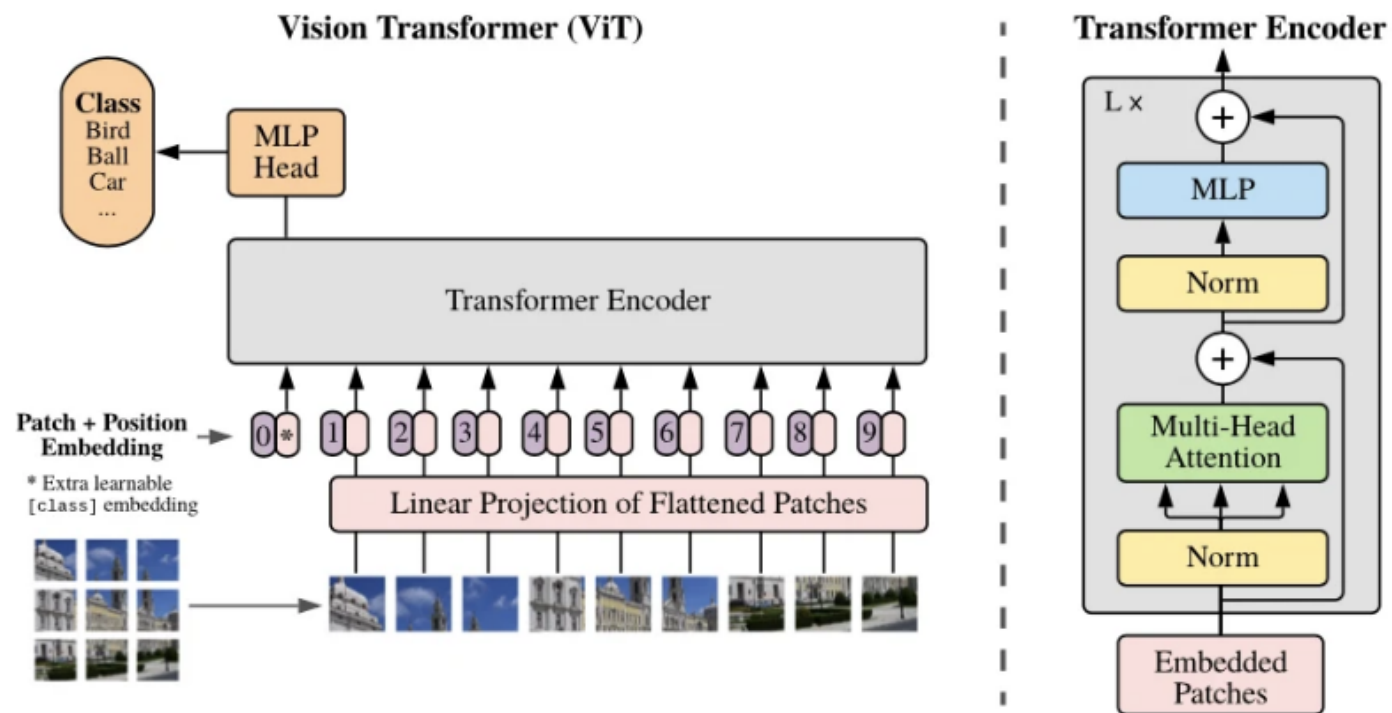 Vision Transformer (ViT)
Class
Bird
Ball
Car
...
MLP
Head
Transformer Encoder
Patch + Position
Embedding
* Extra learnable
[class] embedding
0 * 1 2 3 4 5 6 7 8 9
Linear Projection of Flattened Patches
Transformer Encoder
L ×
+
MLP
Norm
+
Multi-Head
Attention
Norm
Embedded
Patches